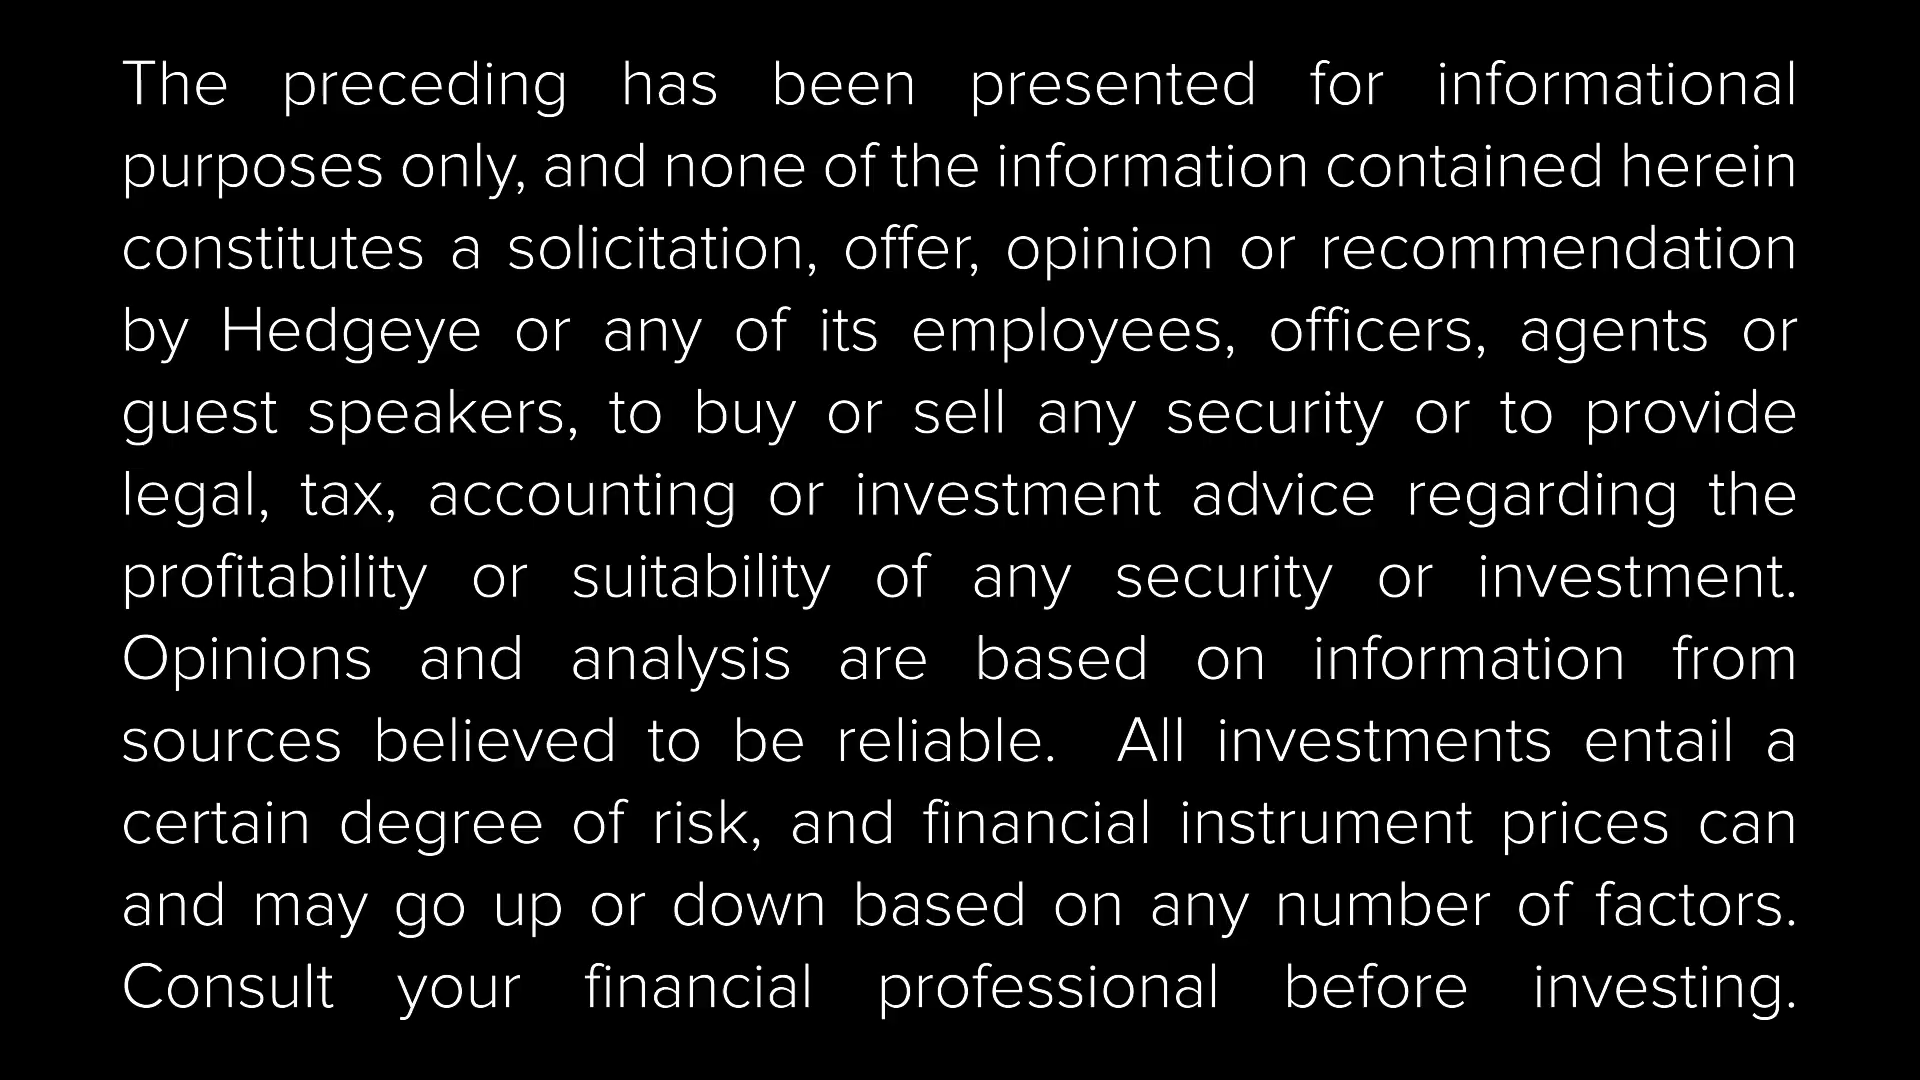 The preceding has been presented for informational
purposes only, and none of the information contained herein
constitutes a solicitation, offer, opinion or recommendation
by Hedgeye or any of its employees, officers, agents or
guest speakers, to buy or sell any security or to provide
legal, tax, accounting or investment advice regarding the
profitability or suitability of any security or investment.
Opinions and analysis are based on information from
sources believed to be reliable.  All investments entail a
certain degree of risk, and financial instrument prices can
and may go up or down based on any number of factors.
Consult your financial professional before investing.